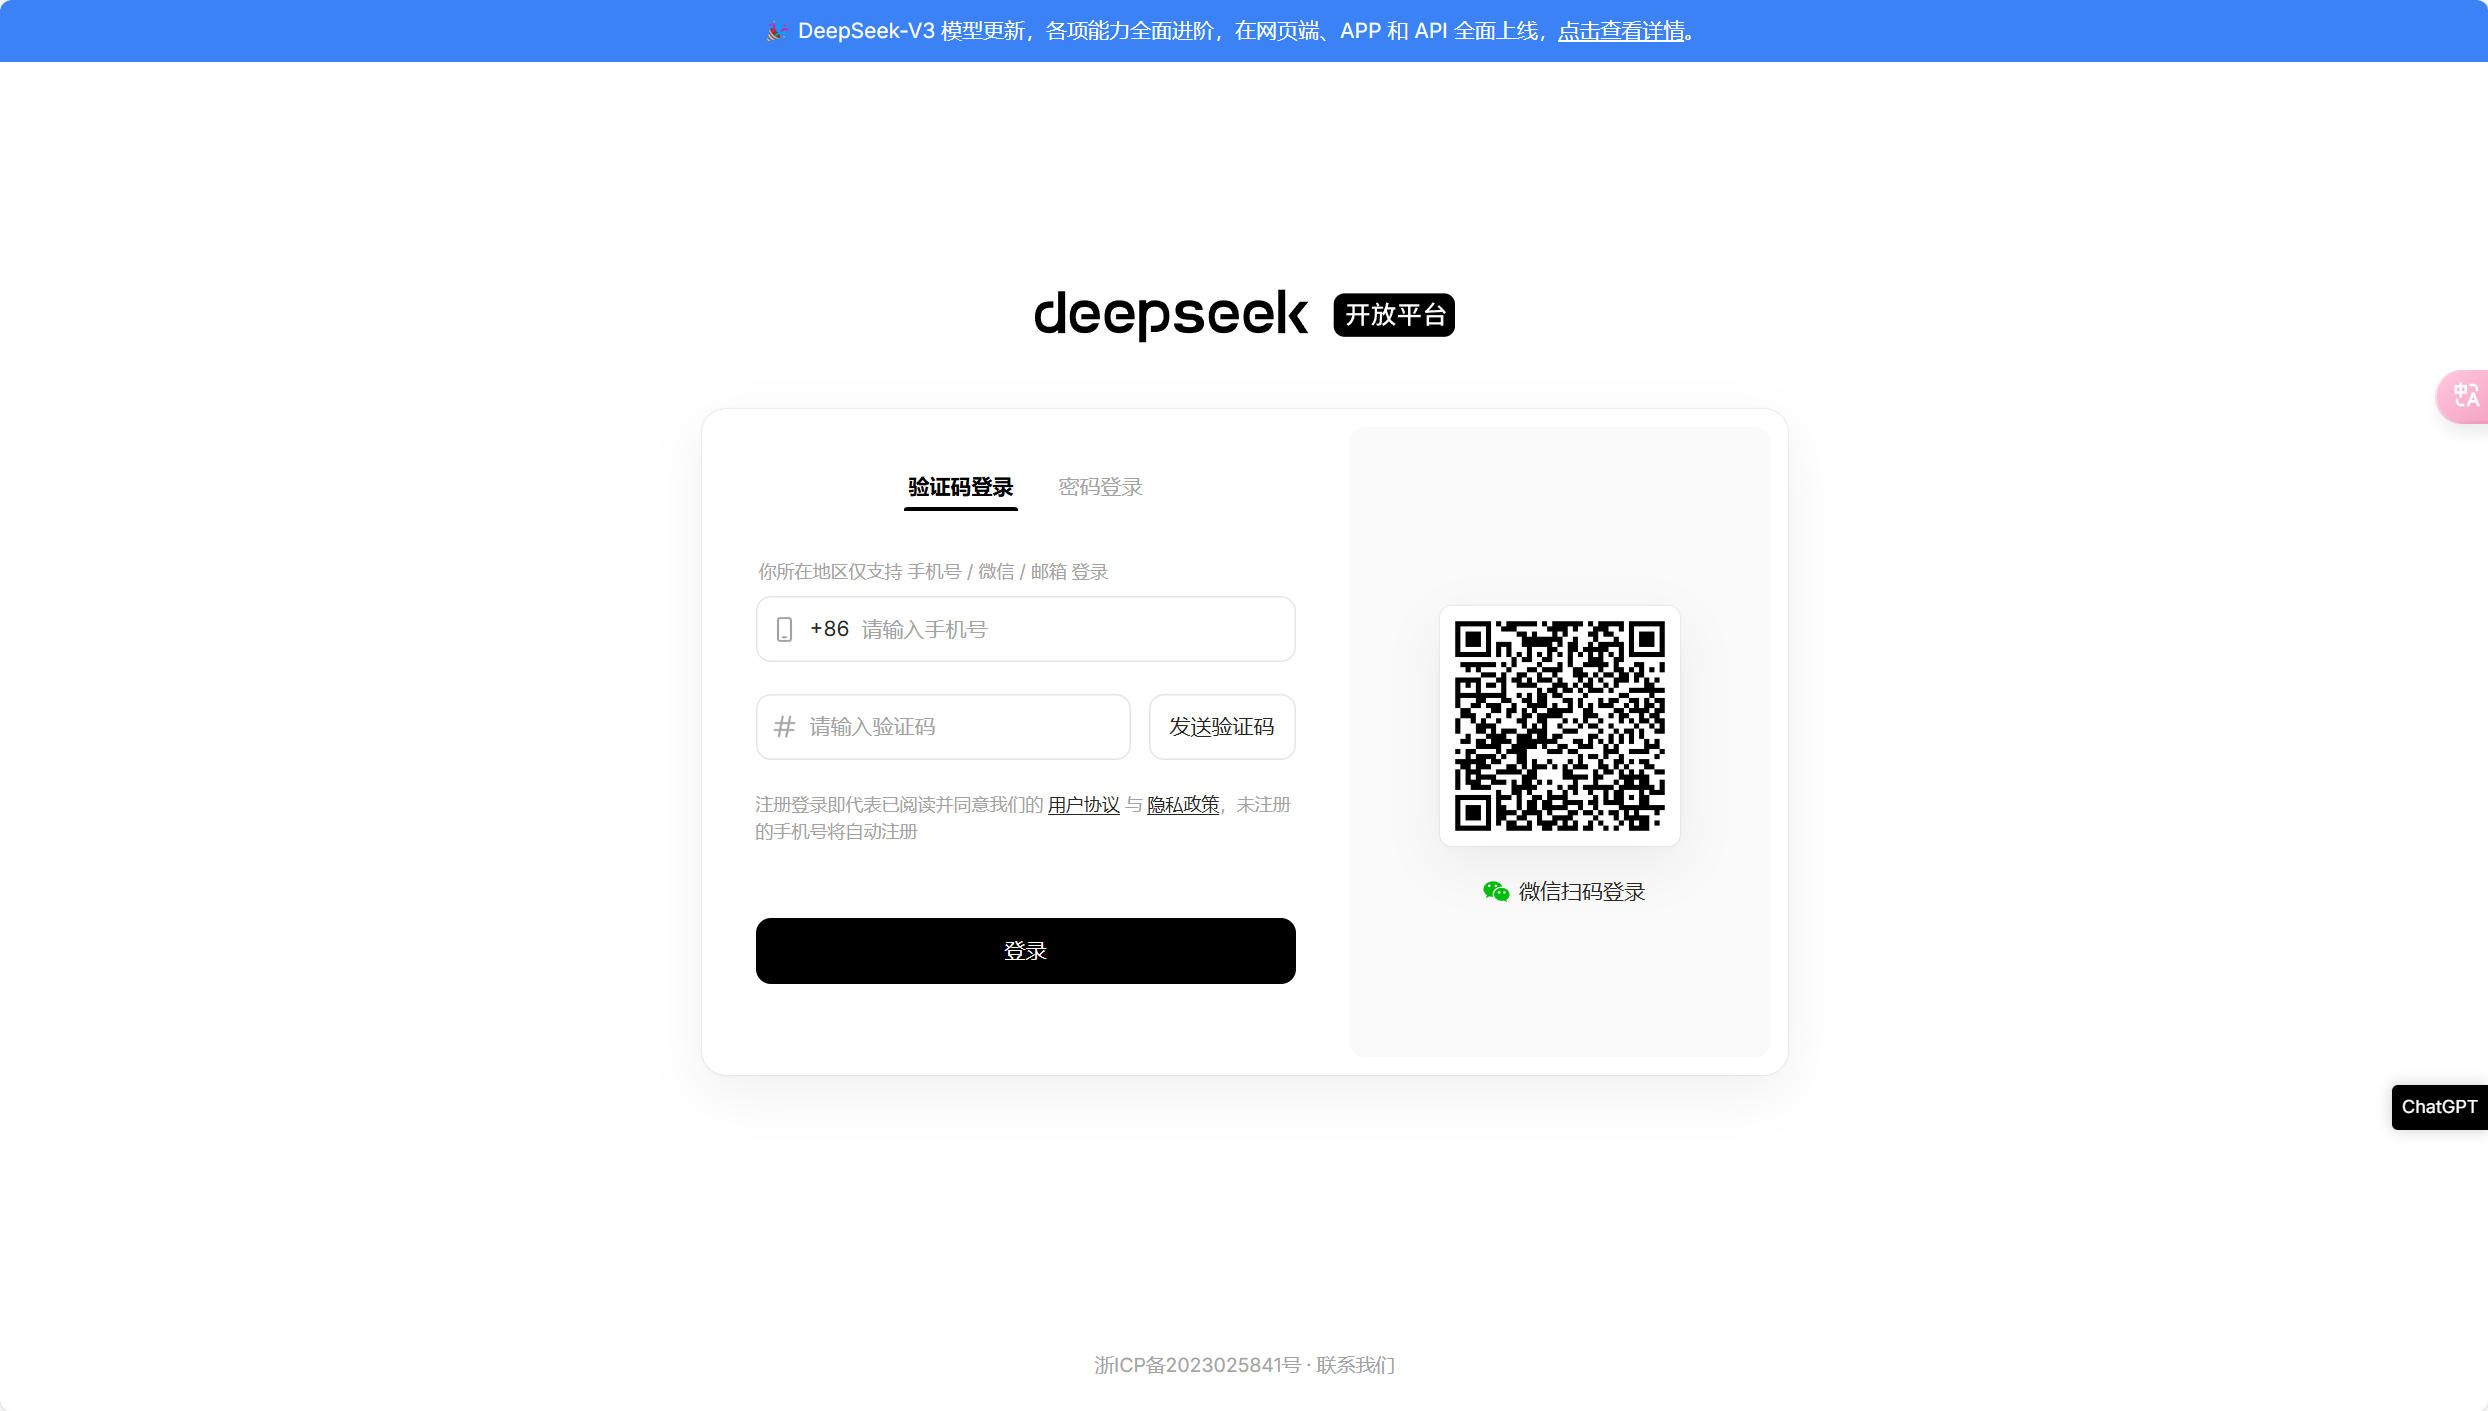 🎉 DeepSeek-V3 模型更新，各项能力全面进阶，在网页端、APP 和 API 全面上线，点击查看详情。
deepseek 开放平台
验证码登录 密码登录
你所在地区仅支持 手机号 / 微信 / 邮箱 登录
+86 请输入手机号
请输入验证码 发送验证码
注册登录即代表已阅读并同意我们的 用户协议 与 隐私政策，未注册
的手机号将自动注册
登录
微信扫码登录
中A
ChatGPT
浙ICP备2023025841号 · 联系我们